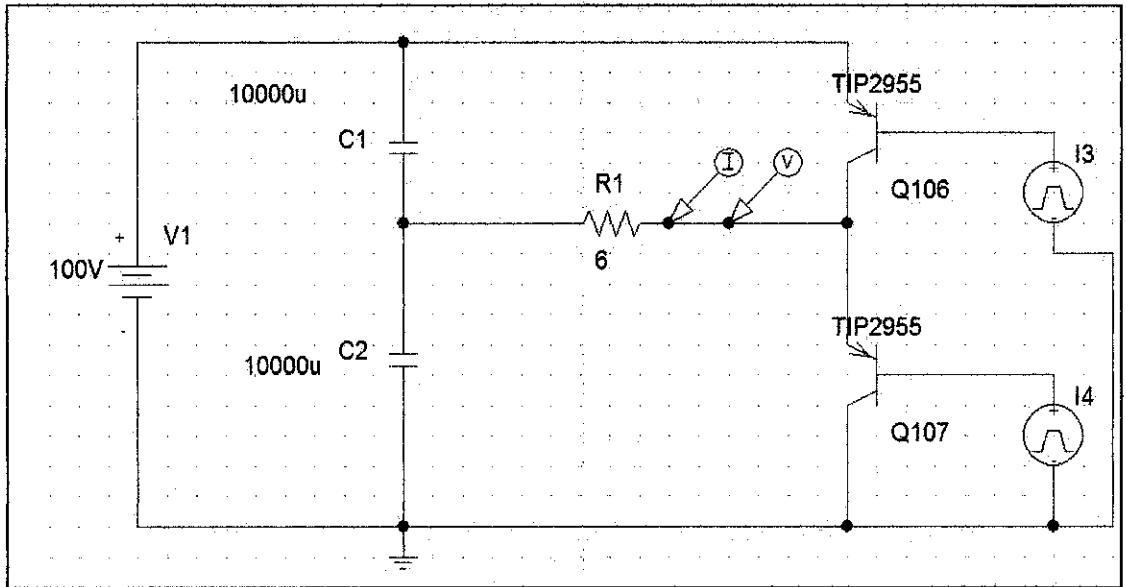 TIP2955
10000u
C1
I3
I
V
R1
Q106
+
V1
6
100V
TIP2955
C2
10000u
I4
Q107